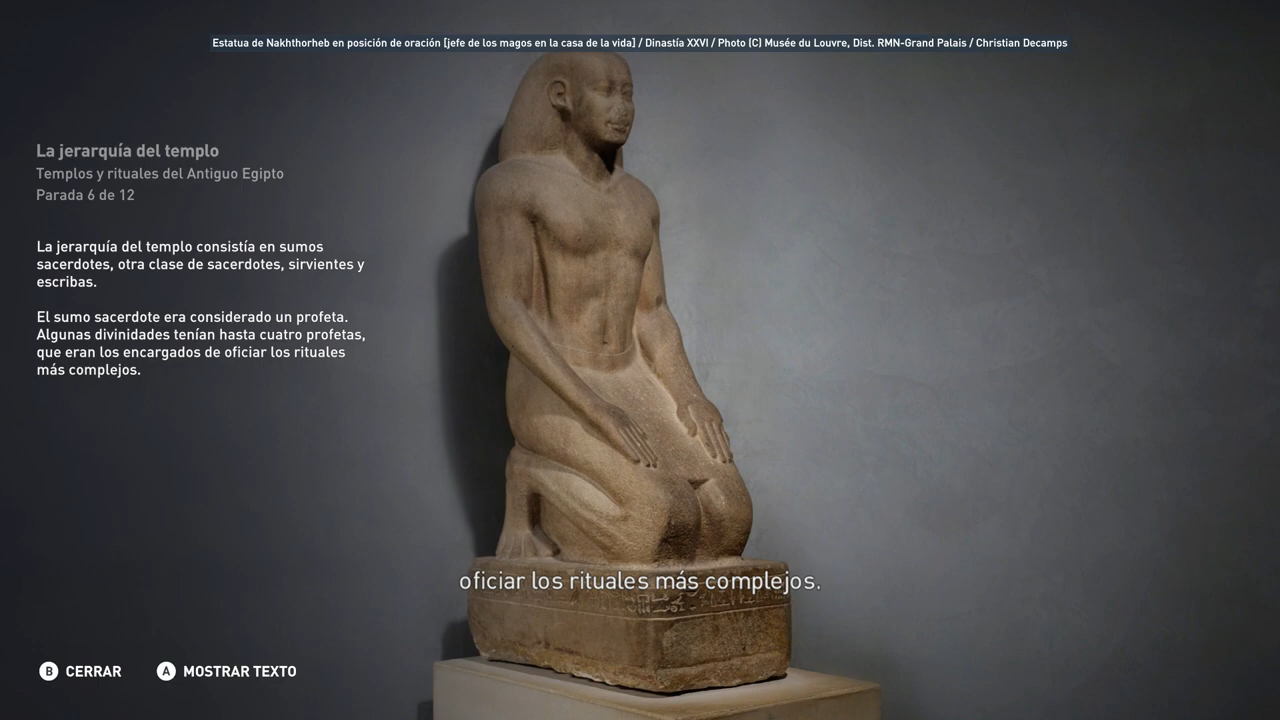 Estatua de Nakhthorheb en posición de oración [jefe de los magos en la casa de la vida] / Dinastía XXVI / Photo (C) Musée du Louvre, Dist. RMN-Grand Palais / Christian Decamps
La jerarquía del templo
Templos y rituales del Antiguo Egipto
Parada 6 de 12
La jerarquía del templo consistía en sumos
sacerdotes, otra clase de sacerdotes, sirvientes y
escribas.
El sumo sacerdote era considerado un profeta.
Algunas divinidades tenían hasta cuatro profetas,
que eran los encargados de oficiar los rituales
más complejos.
oficiar los rituales más complejos.
B CERRAR
A MOSTRAR TEXTO